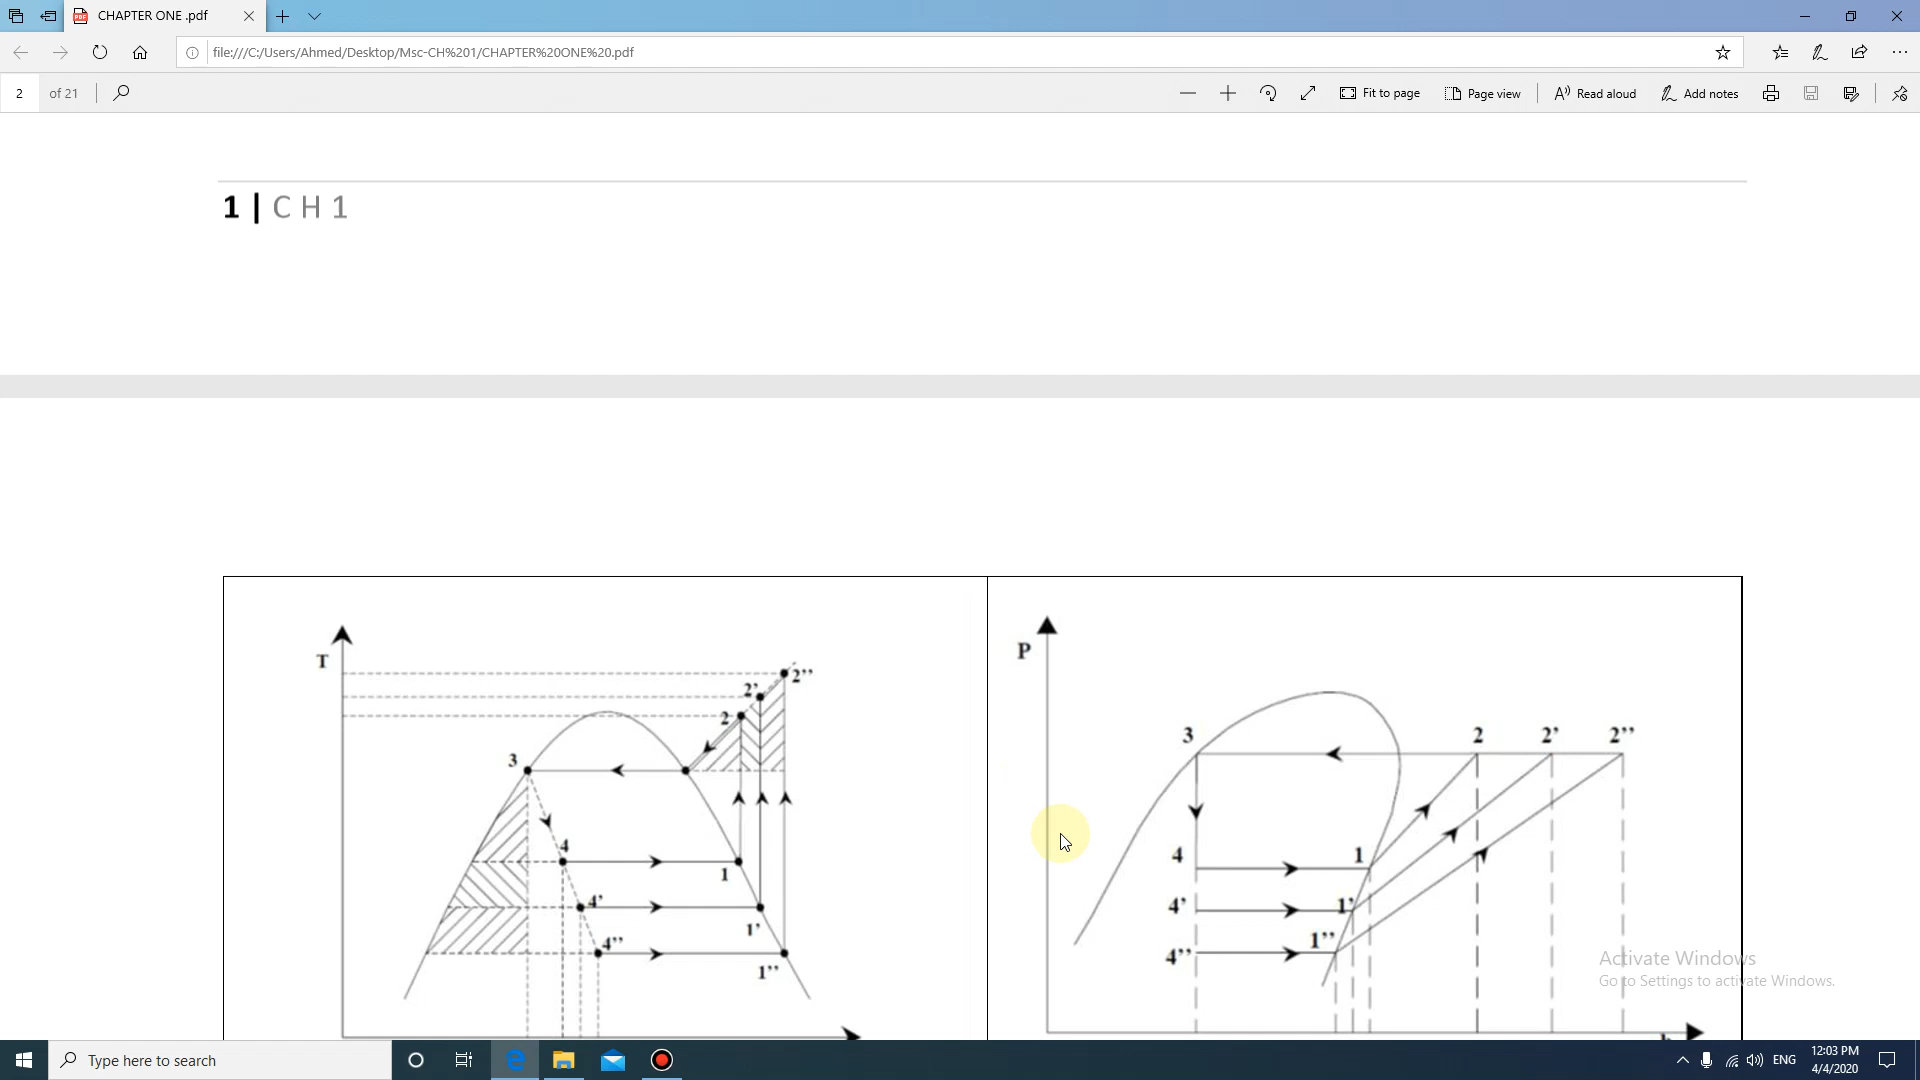 CHAPTER ONE .pdf
file:///C:/Users/Ahmed/Desktop/Msc-CH%201/CHAPTER%20ONE%20.pdf
2 of 21
Fit to page
Page view
Read aloud
Add notes
1 | C H 1
T
2''
2'
2
3
4
1
4'
1'
4''
1''
P
3
2
2'
2''
4
1
4'
1'
4''
1''
Activate Windows
Go to Settings to activate Windows.
Type here to search
ENG
12:03 PM
4/4/2020